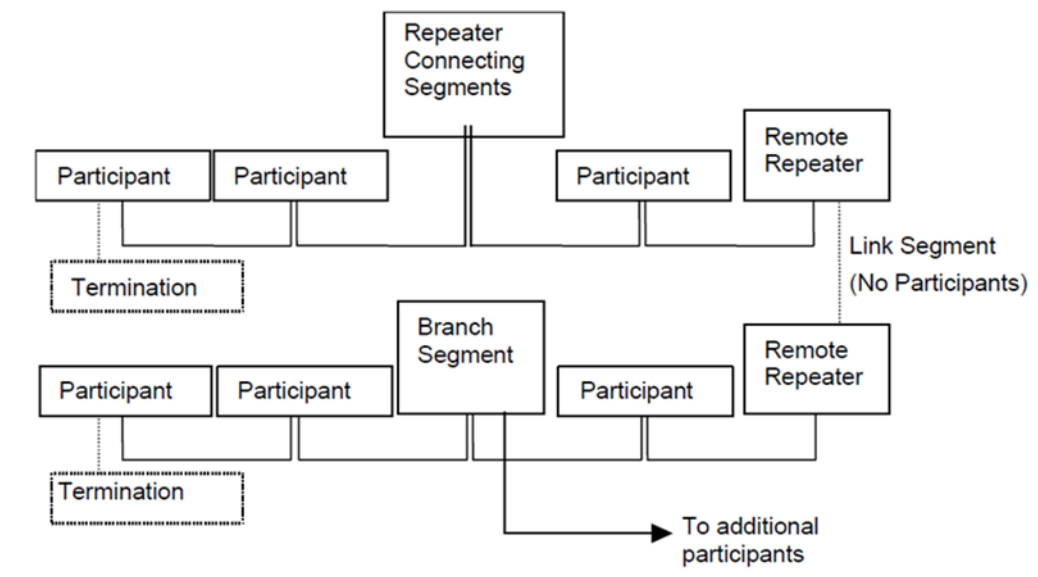 Repeater
Connecting
Segments
Remote
Repeater
Participant
Participant
Participant
Link Segment
(No Participants)
Termination
Branch
Segment
Remote
Repeater
Participant
Participant
Participant
Termination
To additional
participants